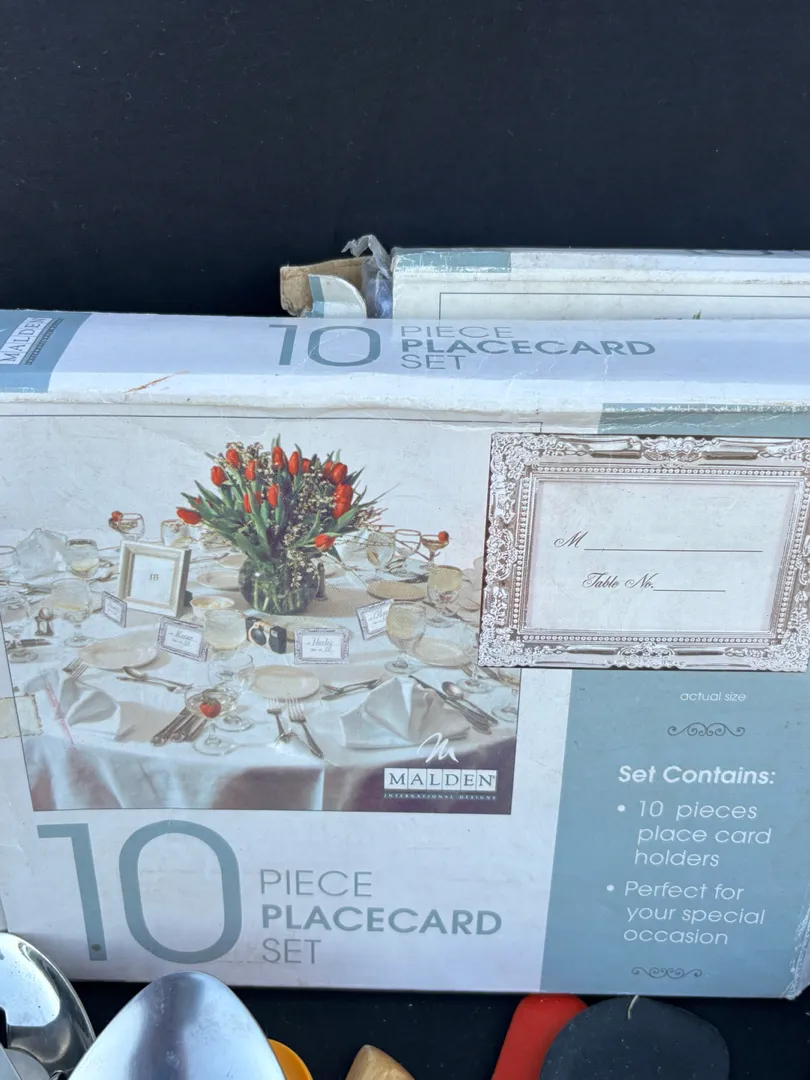 MALDEN
10 PIECE
PLACECARD
SET
M
Table No.
actual size
MALDEN
INTERNATIONAL DESIGNS
Set Contains:
• 10 pieces
place card
holders
• Perfect for
your special
occasion
10 PIECE
PLACECARD
SET